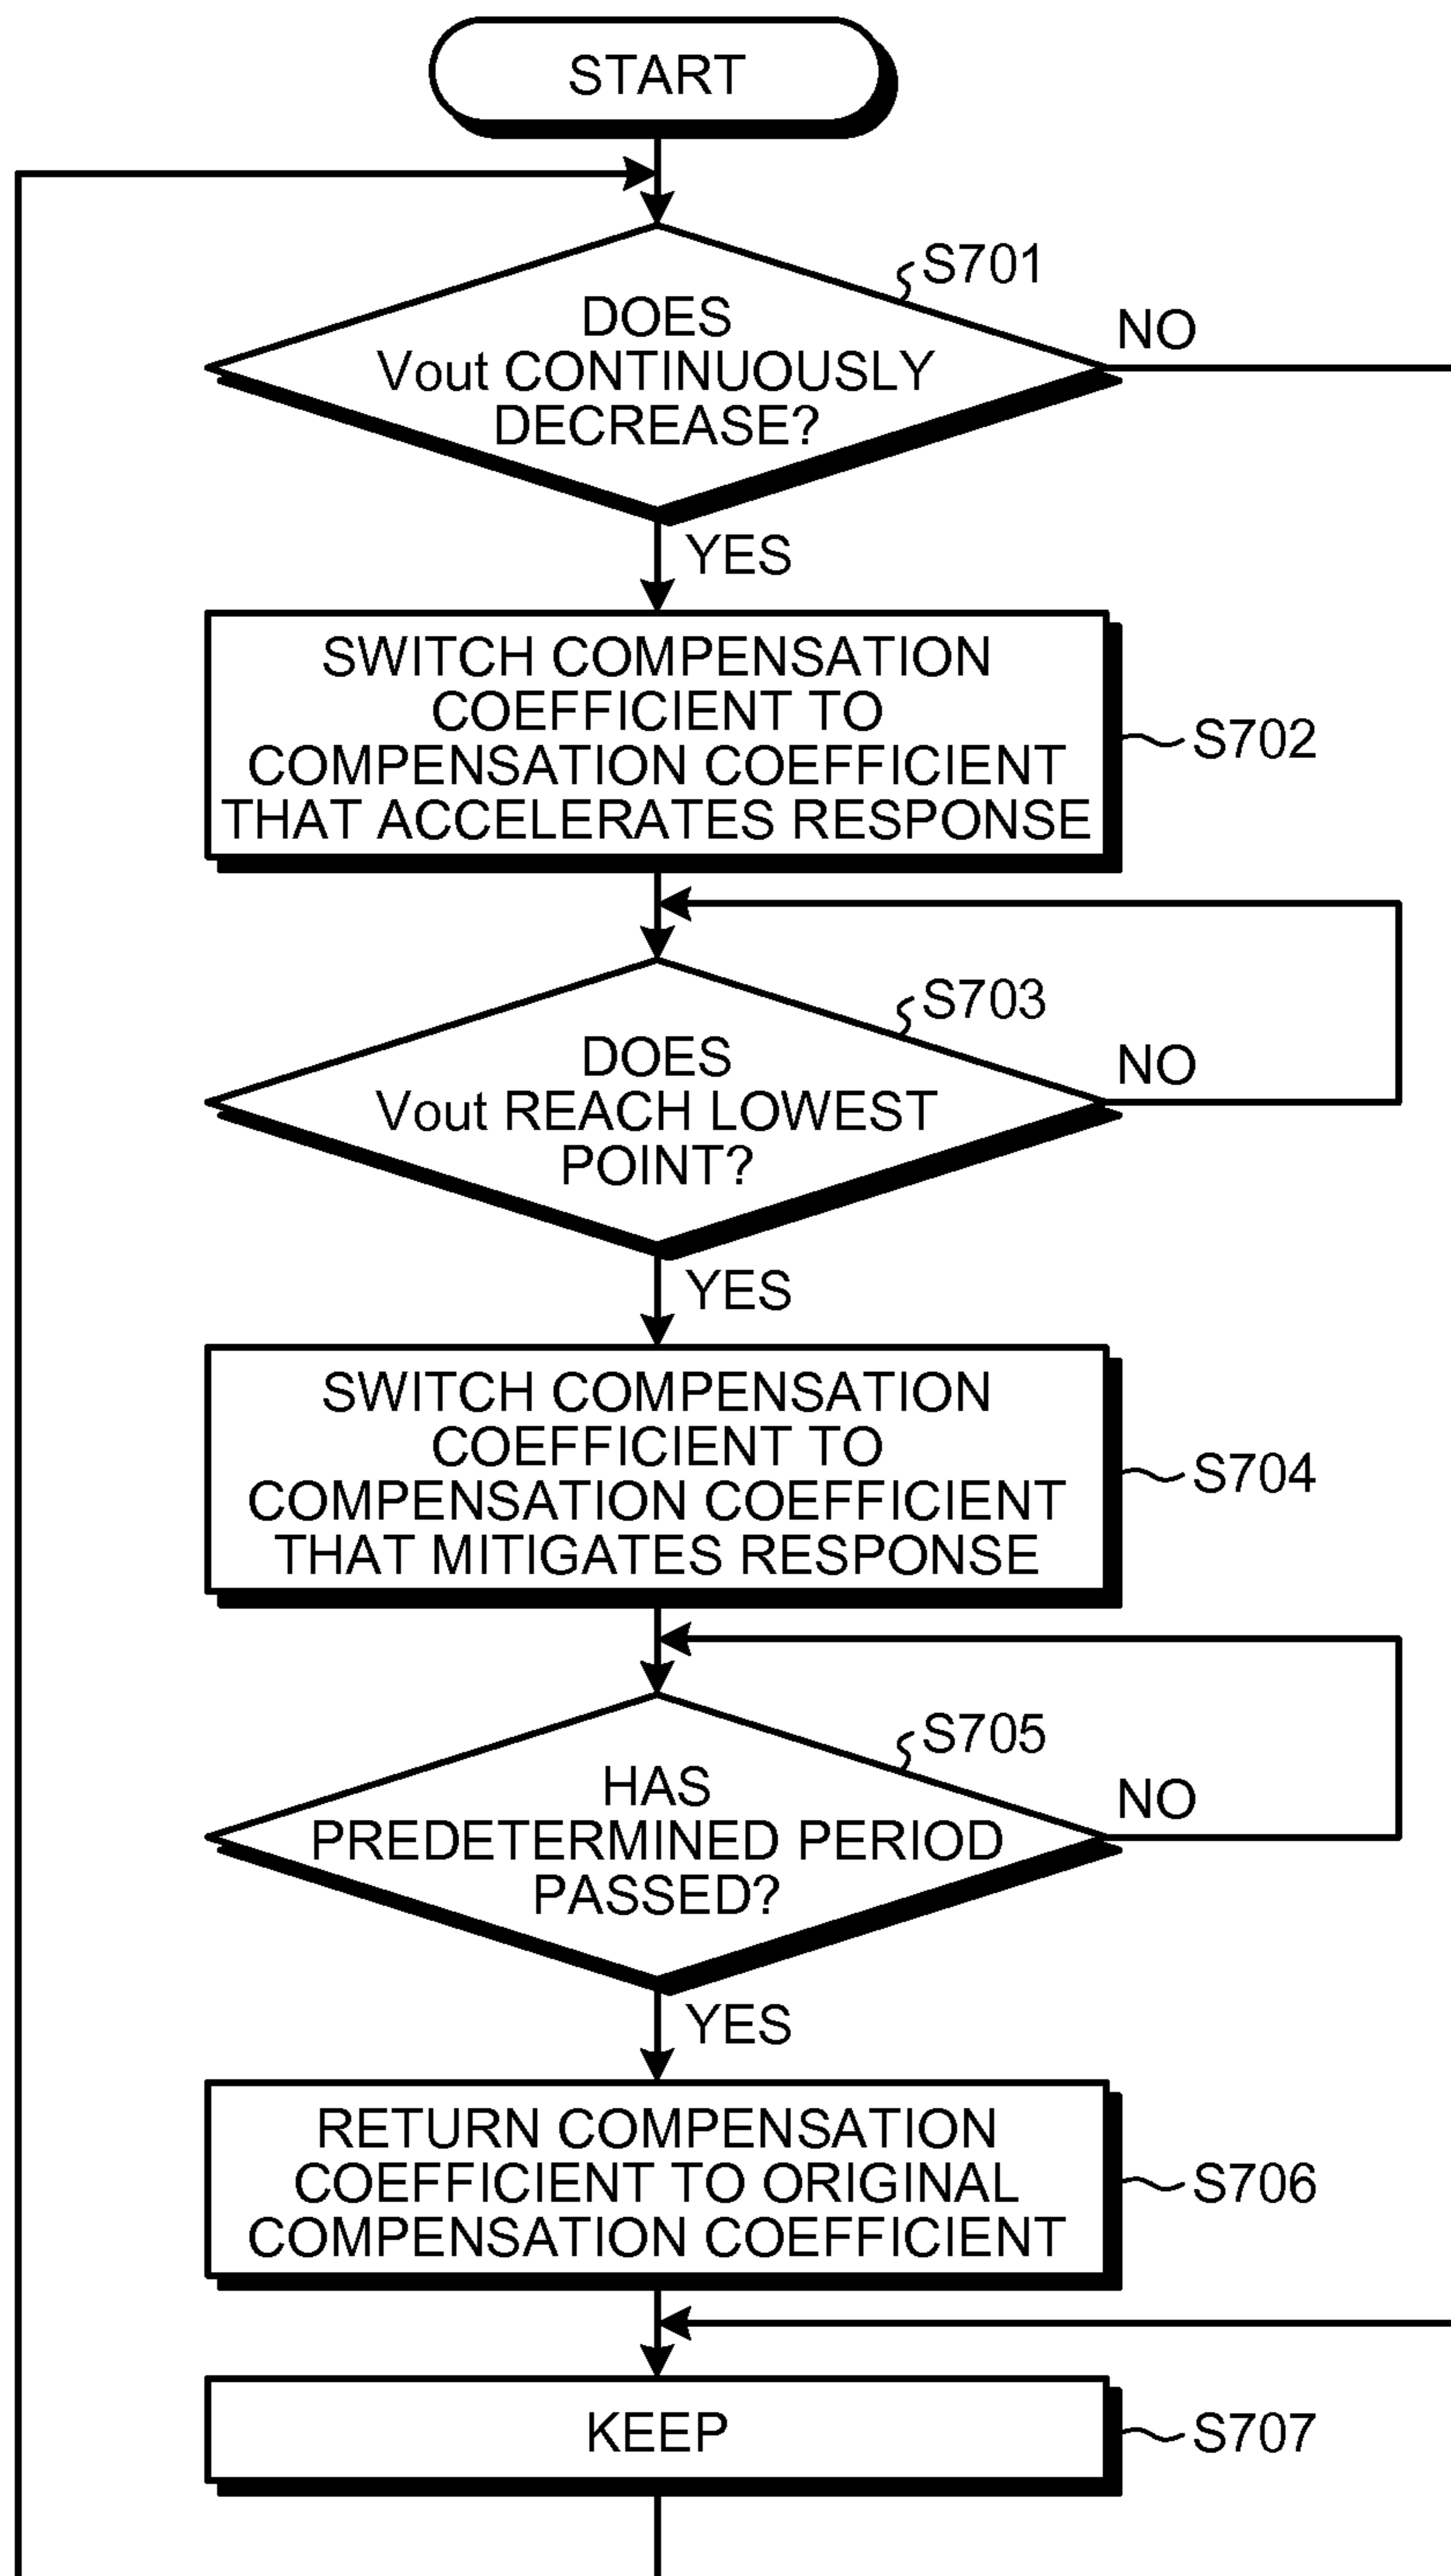 START
S701
DOES
Vout CONTINUOUSLY
DECREASE?
NO
YES
SWITCH COMPENSATION
COEFFICIENT TO
COMPENSATION COEFFICIENT
THAT ACCELERATES RESPONSE
S702
S703
DOES
Vout REACH LOWEST
POINT?
NO
YES
SWITCH COMPENSATION
COEFFICIENT TO
COMPENSATION COEFFICIENT
THAT MITIGATES RESPONSE
S704
S705
HAS
PREDETERMINED PERIOD
PASSED?
NO
YES
RETURN COMPENSATION
COEFFICIENT TO ORIGINAL
COMPENSATION COEFFICIENT
S706
KEEP
S707